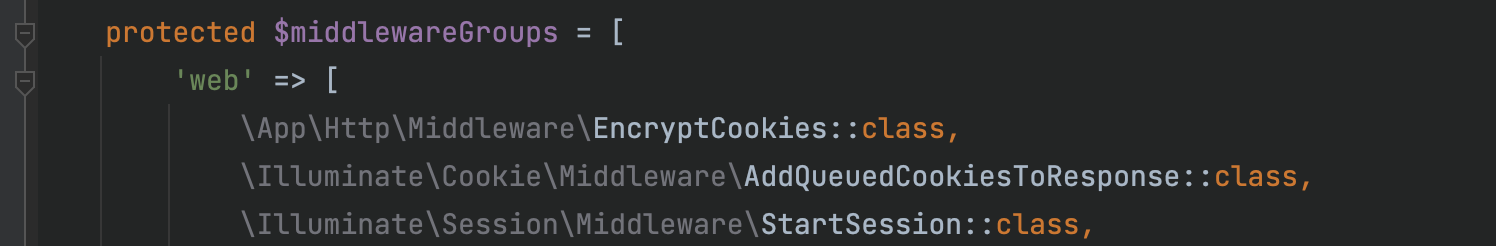 protected $middlewareGroups = [
'web' => [
\App\Http\Middleware\EncryptCookies::class,
\Illuminate\Cookie\Middleware\AddQueuedCookiesToResponse::class,
\Illuminate\Session\Middleware\StartSession::class,